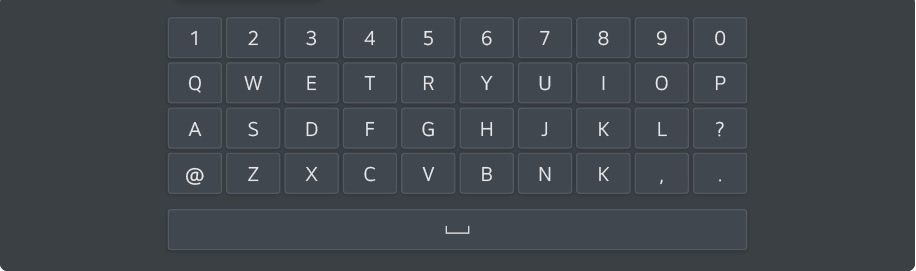 1 2 3 4 5 6 7 8 9 0
Q W E T R Y U I O P
A S D F G H J K L ?
@ Z X C V B N K , .